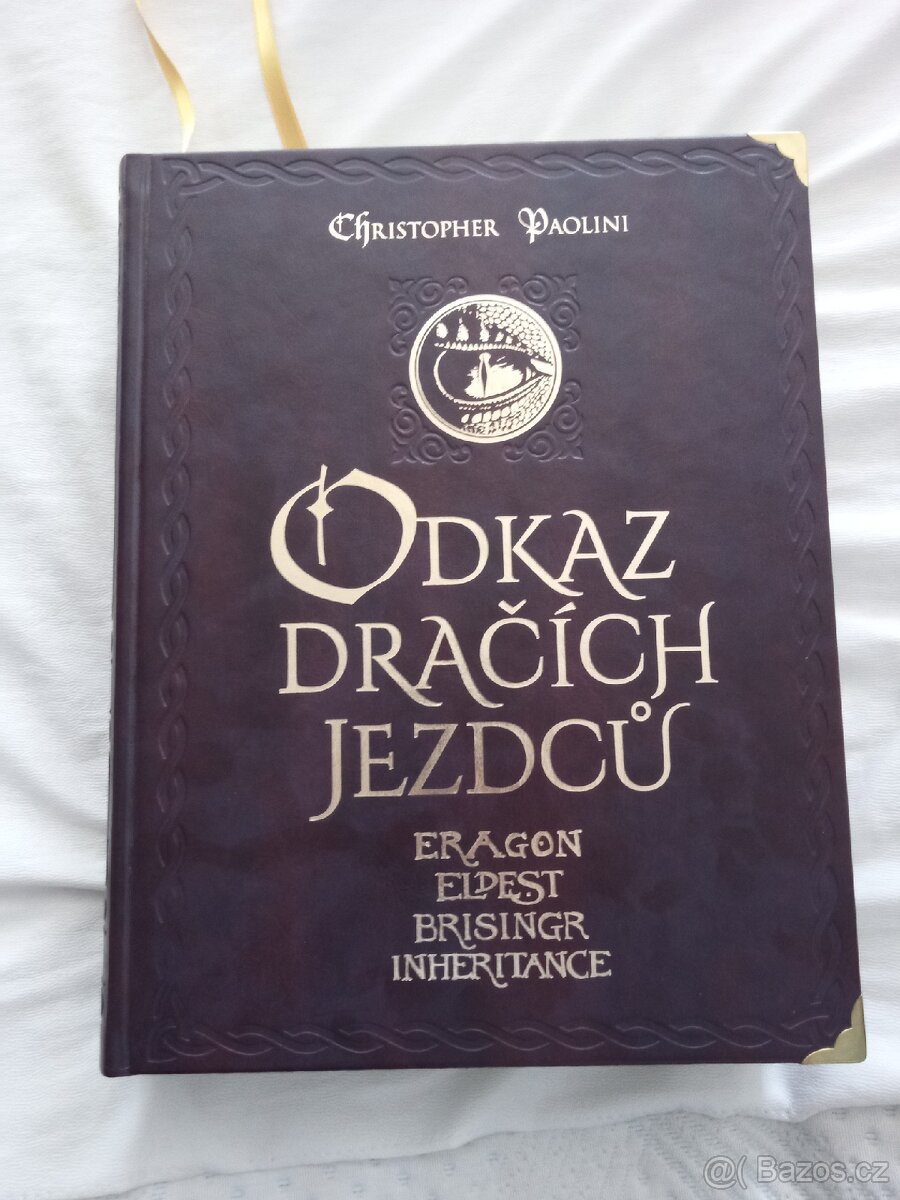 Christopher Paolini
Odkaz
dračích
jezdců
Eragon
Eldest
Brisingr
Inheritance
@( Bazos.cz